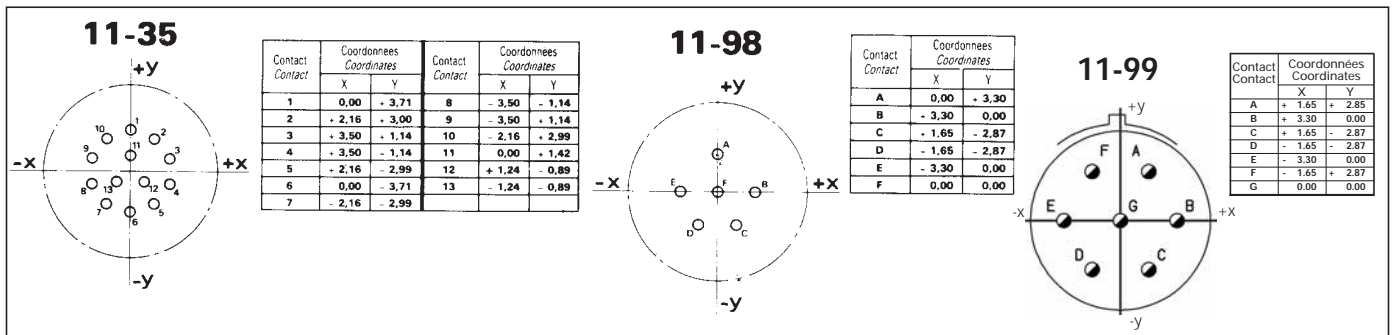 11-35
+y
-x
+x
-y
1
2
3
4
5
6
7
8
9
10
11
12
13
Contact Coordonnees Contact Coordonnees
Contact Coordinates Contact Coordinates
X Y X Y
1 0,00 + 3,71 8 - 3,50 - 1,14
2 + 2,16 + 3,00 9 - 3,50 + 1,14
3 + 3,50 + 1,14 10 - 2,16 + 2,99
4 + 3,50 - 1,14 11 0,00 + 1,42
5 + 2,16 - 2,99 12 + 1,24 - 0,89
6 0,00 - 3,71 13 - 1,24 - 0,89
7 - 2,16 - 2,99
11-98
+y
-x
+x
-y
A
B
C
D
E
F
Contact Coordonnees
Contact Coordinates
X Y
A 0,00 + 3,30
B + 3,30 0,00
C + 1,65 - 2,87
D - 1,65 - 2,87
E - 3,30 0,00
F 0,00 0,00
11-99
+y
-x
+x
-y
F
A
E
G
B
D
C
Contact Coordonnées
Contact Coordinates
X Y
A + 1.65 + 2.85
B + 3.30 0.00
C + 1.65 - 2.87
D - 1.65 - 2.87
E - 3.30 0.00
F - 1.65 + 2.87
G 0.00 0.00